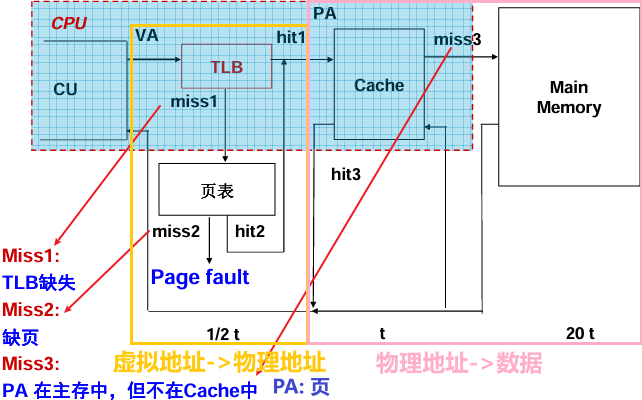 CPU
VA
PA
hit1
miss3
CU
TLB
Cache
Main
Memory
miss1
页表
hit3
miss2
hit2
Miss1:
TLB缺失
Page fault
Miss2:
缺页
1/2 t
t
20 t
Miss3:
虚拟地址->物理地址
物理地址->数据
PA 在主存中，但不在Cache中
PA: 页